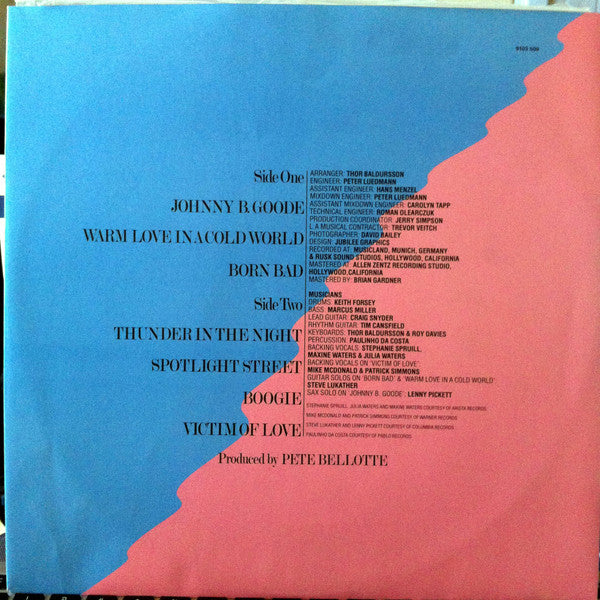 9103 509
Side One
JOHNNY B. GOODE
WARM LOVE IN A COLD WORLD
BORN BAD
Side Two
THUNDER IN THE NIGHT
SPOTLIGHT STREET
BOOGIE
VICTIM OF LOVE
ARRANGER: THOR BALDURSSON
ENGINEER: PETER LUEDMANN
ASSISTANT ENGINEER: HANS MENZEL
MIXDOWN ENGINEER: PETER LUEDMANN
ASSISTANT MIXDOWN ENGINEER: CAROLYN TAPP
TECHNICAL ENGINEER: ROMAN OLEARCZUK
PRODUCTION COORDINATOR: JERRY SIMPSON
L. A MUSICAL CONTRACTOR: TREVOR VEITCH
PHOTOGRAPHER: DAVID BAILEY
DESIGN: JUBILEE GRAPHICS
RECORDED AT: MUSICLAND, MUNICH, GERMANY
& RUSK SOUND STUDIOS, HOLLYWOOD, CALIFORNIA
MASTERED AT: ALLEN ZENTZ RECORDING STUDIO,
HOLLYWOOD, CALIFORNIA
MASTERED BY: BRIAN GARDNER
MUSICIANS
DRUMS: KEITH FORSEY
BASS: MARCUS MILLER
LEAD GUITAR: CRAIG SNYDER
RHYTHM GUITAR: TIM CANSFIELD
KEYBOARDS: THOR BALDURSSON & ROY DAVIES
PERCUSSION: PAULINHO DA COSTA
BACKING VOCALS: STEPHANIE SPRUILL,
MAXINE WATERS & JULIA WATERS
BACKING VOCALS ON 'VICTIM OF LOVE':
MIKE MCDONALD & PATRICK SIMMONS
GUITAR SOLOS ON 'BORN BAD' & 'WARM LOVE IN A COLD WORLD'
STEVE LUKATHER
SAX SOLO ON 'JOHNNY B. GOODE': LENNY PICKETT
STEPHANIE SPRUILL, JULIA WATERS AND MAXINE WATERS COURTESY OF ARISTA RECORDS
MIKE MCDONALD AND PATRICK SIMMONS COURTESY OF WARNER RECORDS
STEVE LUKATHER AND LENNY PICKETT COURTESY OF COLUMBIA RECORDS
PAULINHO DA COSTA COURTESY OF PABLO RECORDS
Produced by PETE BELLOTTE